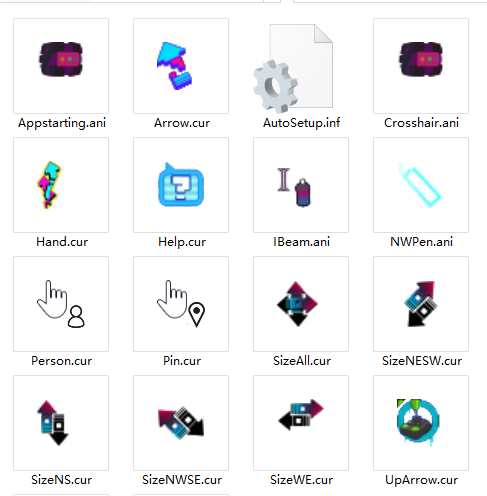 Appstarting.ani
Arrow.cur
AutoSetup.inf
Crosshair.ani
Hand.cur
Help.cur
IBeam.ani
NWPen.ani
Person.cur
Pin.cur
SizeAll.cur
SizeNESW.cur
SizeNS.cur
SizeNWSE.cur
SizeWE.cur
UpArrow.cur